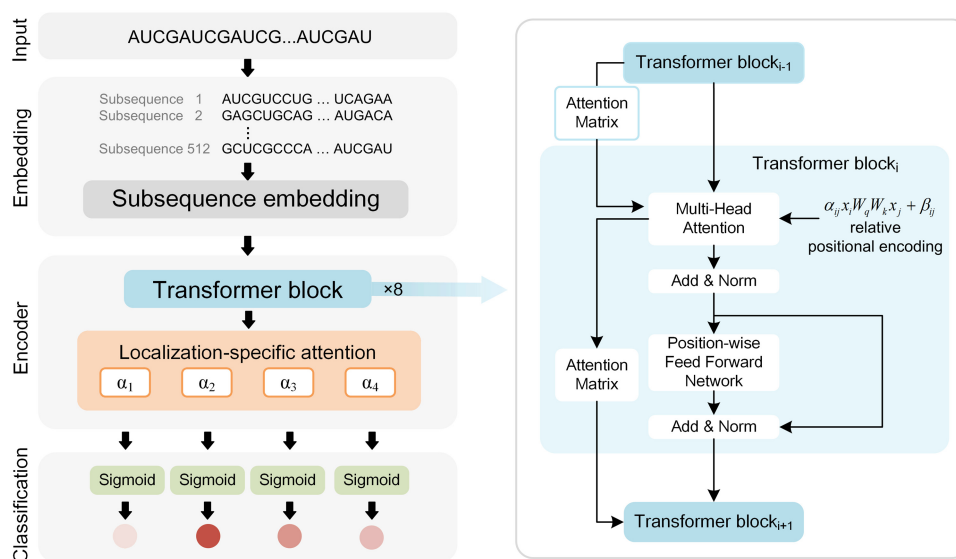 Input
AUCGAUCGAUCG...AUCGAU
Embedding
Subsequence 1 AUCGUCCUG ... UCAGAA
Subsequence 2 GAGCUGCAG ... AUGACA
Subsequence 512 GCUCGCCCA ... AUCGAU
Subsequence embedding
Encoder
Transformer block ×8
Localization-specific attention
α₁ α₂ α₃ α₄
Classification
Sigmoid Sigmoid Sigmoid Sigmoid
Transformer blockᵢ₋₁
Attention
Matrix
Transformer blockᵢ
Multi-Head
Attention
αᵢⱼxᵢW_qW_kxⱼ + βᵢⱼ
relative
positional encoding
Add & Norm
Position-wise
Feed Forward
Network
Attention
Matrix
Add & Norm
Transformer blockᵢ₊₁